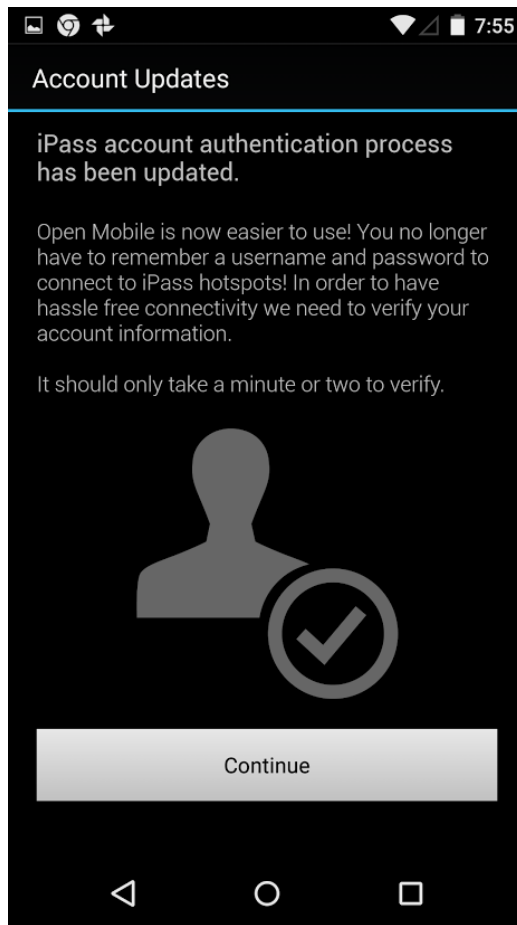 7:55
Account Updates
iPass account authentication process
has been updated.
Open Mobile is now easier to use! You no longer
have to remember a username and password to
connect to iPass hotspots! In order to have
hassle free connectivity we need to verify your
account information.
It should only take a minute or two to verify.
Continue